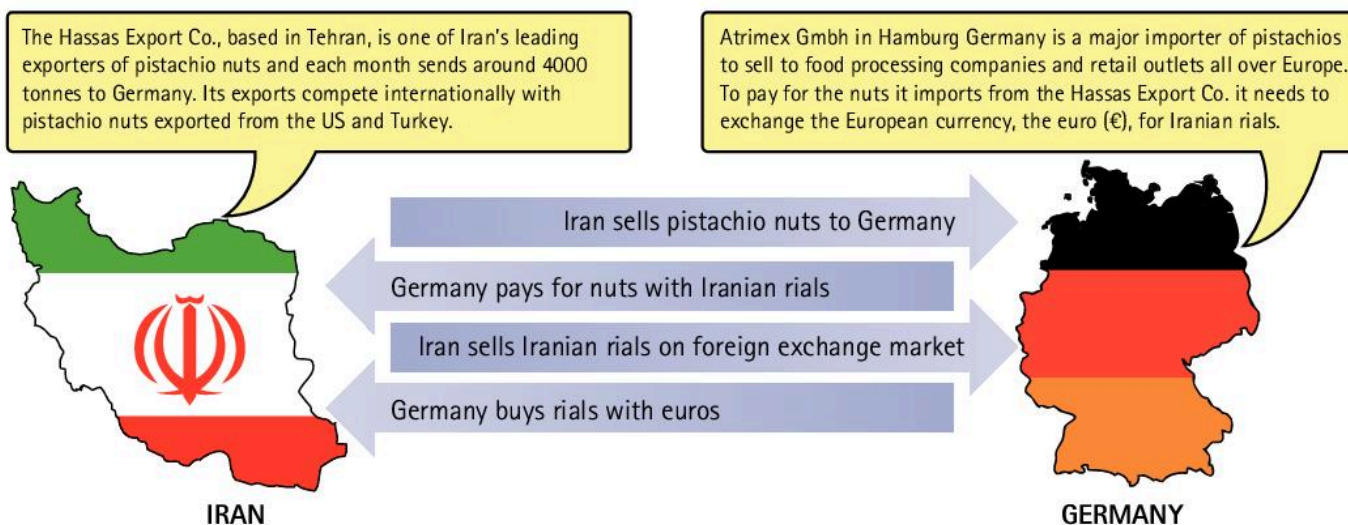 The Hassas Export Co., based in Tehran, is one of Iran's leading
exporters of pistachio nuts and each month sends around 4000
tonnes to Germany. Its exports compete internationally with
pistachio nuts exported from the US and Turkey.
Atrimex Gmbh in Hamburg Germany is a major importer of pistachios
to sell to food processing companies and retail outlets all over Europe.
To pay for the nuts it imports from the Hassas Export Co. it needs to
exchange the European currency, the euro (€), for Iranian rials.
Iran sells pistachio nuts to Germany
Germany pays for nuts with Iranian rials
Iran sells Iranian rials on foreign exchange market
Germany buys rials with euros
IRAN
GERMANY